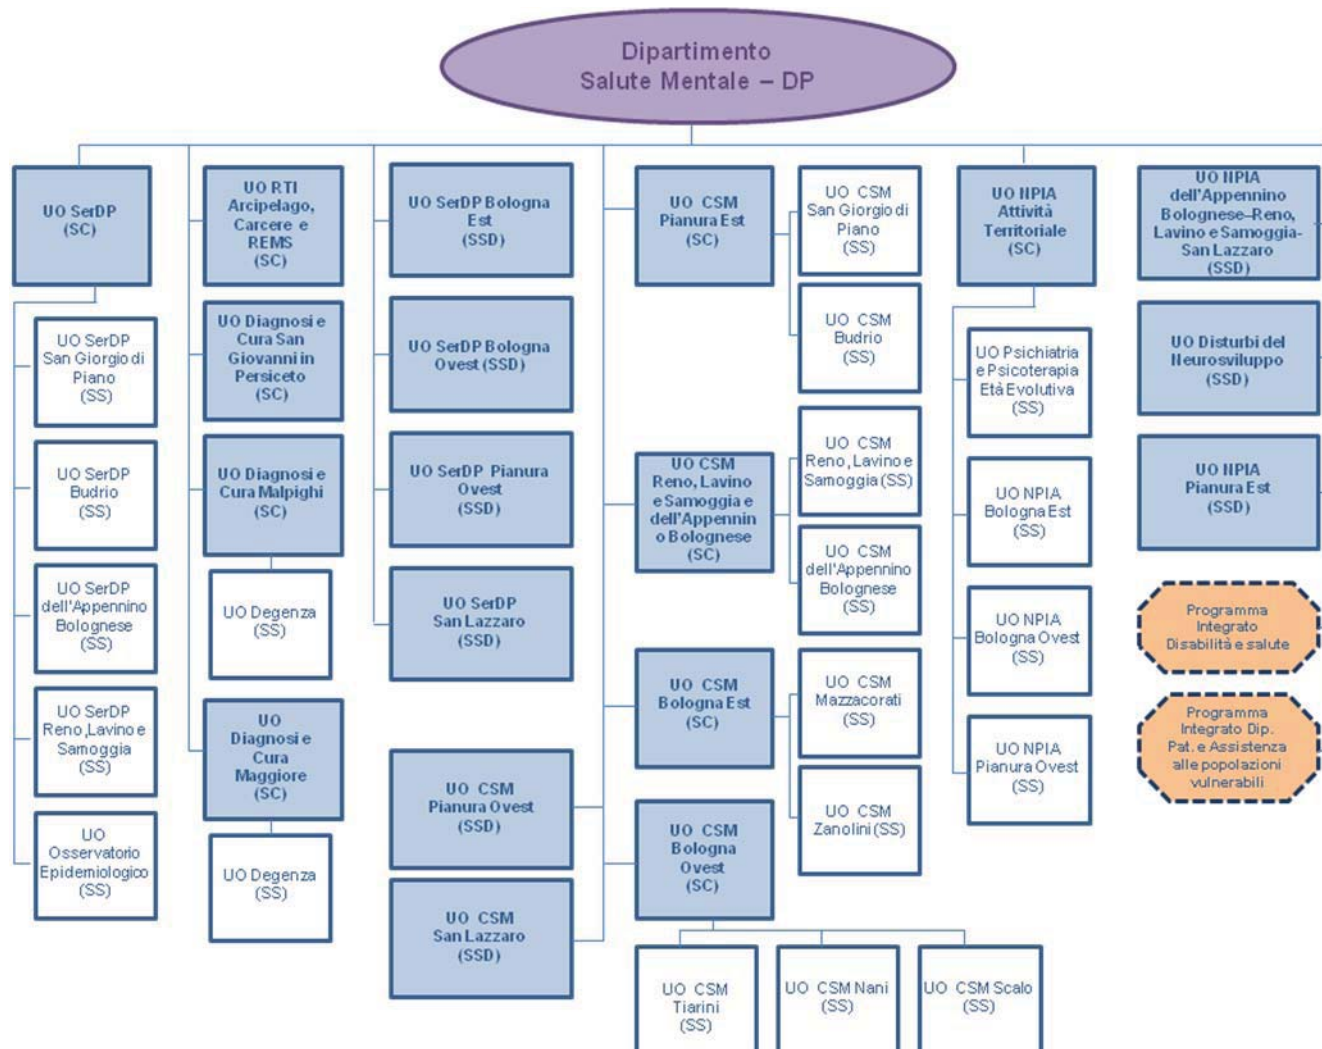 Dipartimento
Salute Mentale – DP
UO SerDP
(SC)
UO SerDP
San Giorgio di
Piano
(SS)
UO SerDP
Budrio
(SS)
UO SerDP
dell'Appennino
Bolognese
(SS)
UO SerDP
Reno,Lavino e
Samoggia
(SS)
UO
Osservatorio
Epidemiologico
(SS)
UO RTI
Arcipelago,
Carcere e
REMS
(SC)
UO Diagnosi e
Cura San
Giovanni in
Persiceto
(SC)
UO Diagnosi e
Cura Malpighi
(SC)
UO Degenza
(SS)
UO
Diagnosi e
Cura
Maggiore
(SC)
UO Degenza
(SS)
UO SerDP Bologna
Est
(SSD)
UO SerDP Bologna
Ovest (SSD)
UO SerDP Pianura
Ovest
(SSD)
UO SerDP
San Lazzaro
(SSD)
UO CSM
Pianura Ovest
(SSD)
UO CSM
San Lazzaro
(SSD)
UO CSM
Pianura Est
(SC)
UO CSM
San Giorgio di
Piano
(SS)
UO CSM
Budrio
(SS)
UO CSM
Reno, Lavino
e Samoggia e
dell'Appennin
o Bolognese
(SC)
UO CSM
Reno, Lavino e
Samoggia (SS)
UO CSM
dell'Appennino
Bolognese
(SS)
UO CSM
Bologna Est
(SC)
UO CSM
Mazzacorati
(SS)
UO CSM
Zanolini (SS)
UO CSM
Bologna
Ovest
(SC)
UO CSM
Tiarini
(SS)
UO CSM Nani
(SS)
UO CSM Scalo
(SS)
UO NPIA
Attività
Territoriale
(SC)
UO Psichiatria
e Psicoterapia
Età Evolutiva
(SS)
UO NPIA
Bologna Est
(SS)
UO NPIA
Bologna Ovest
(SS)
UO NPIA
Pianura Ovest
(SS)
UO NPIA
dell'Appennino
Bolognese–Reno,
Lavino e Samoggia-
San Lazzaro
(SSD)
UO Disturbi del
Neurosviluppo
(SSD)
UO NPIA
Pianura Est
(SSD)
Programma
Integrato
Disabilità e salute
Programma
Integrato Dip.
Pat. e Assistenza
alle popolazioni
vulnerabili